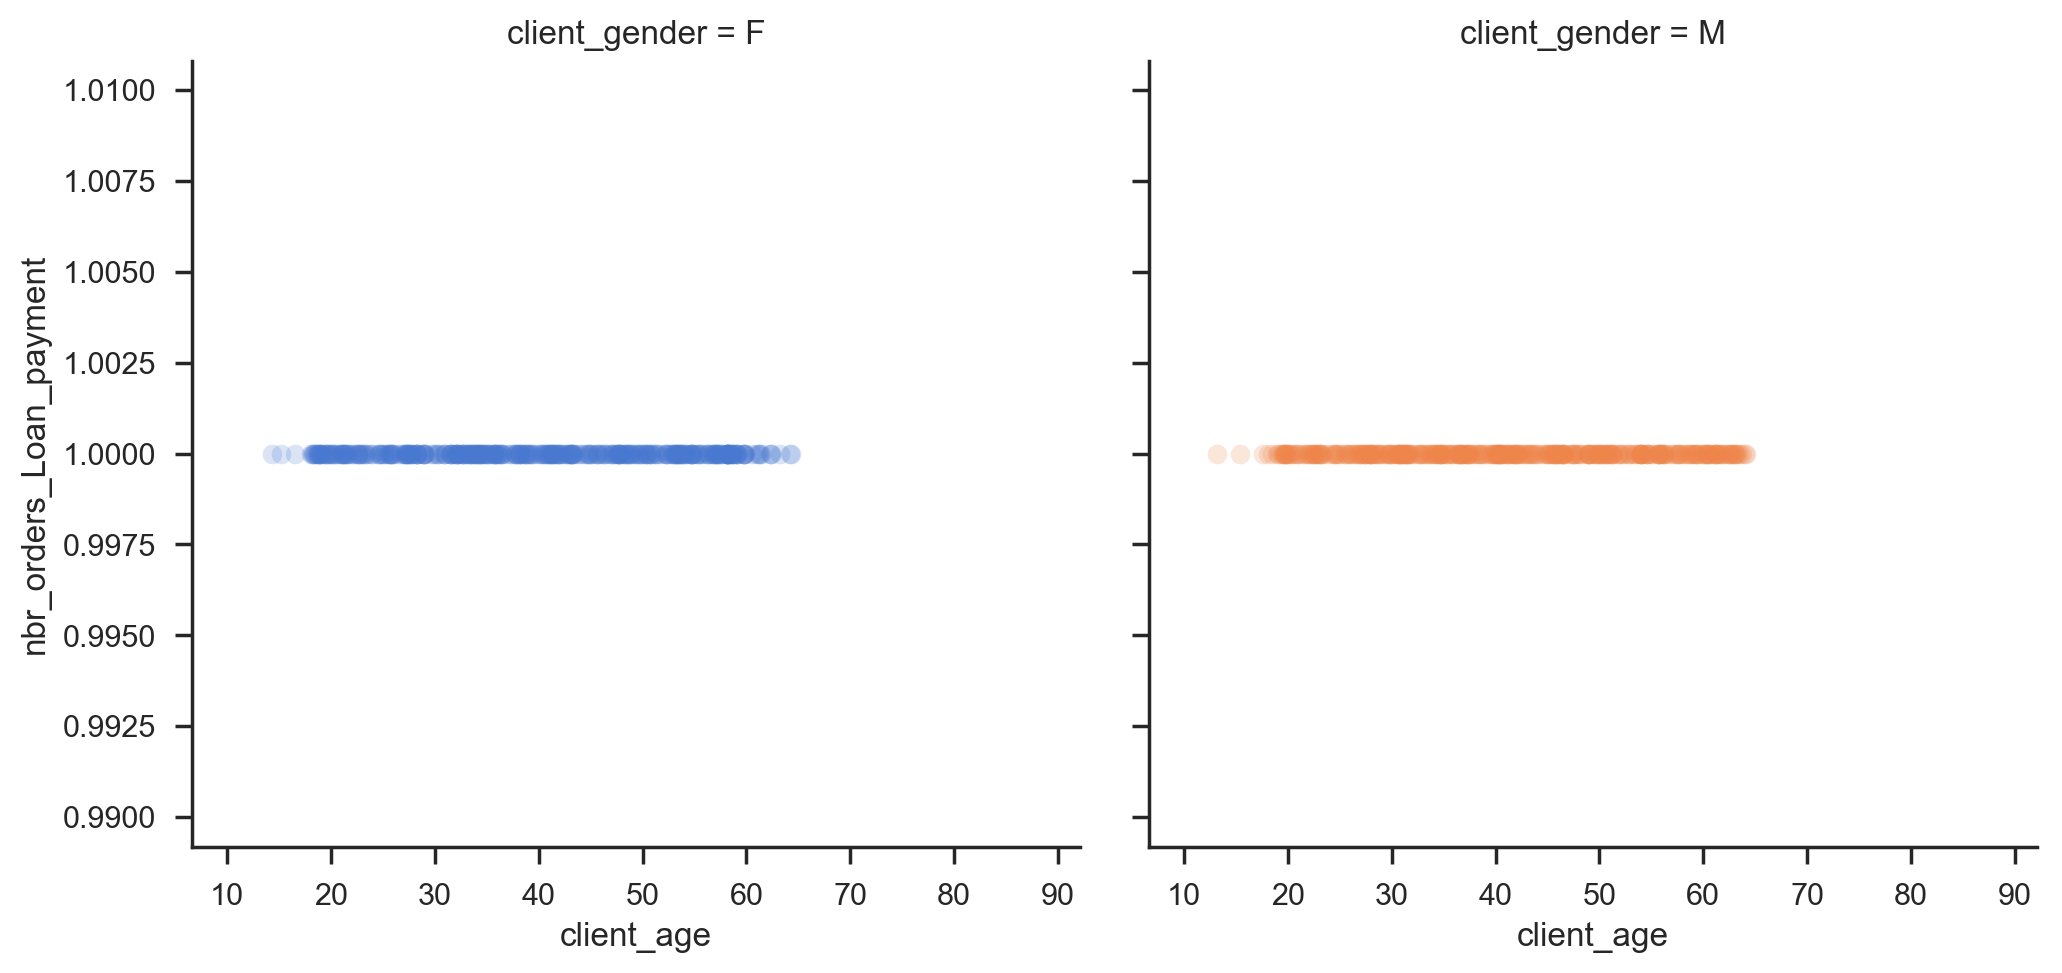 client_gender = F
client_gender = M
1.0100
1.0075
1.0050
1.0025
1.0000
0.9975
0.9950
0.9925
0.9900
nbr_orders_Loan_payment
10 20 30 40 50 60 70 80 90
10 20 30 40 50 60 70 80 90
client_age
client_age